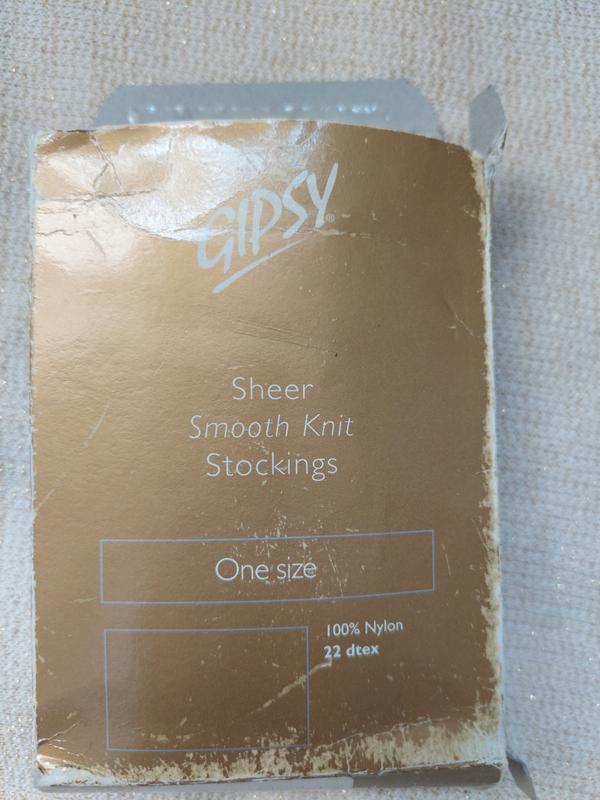 GIPSY®
Sheer
Smooth Knit
Stockings
One size
100% Nylon
22 dtex